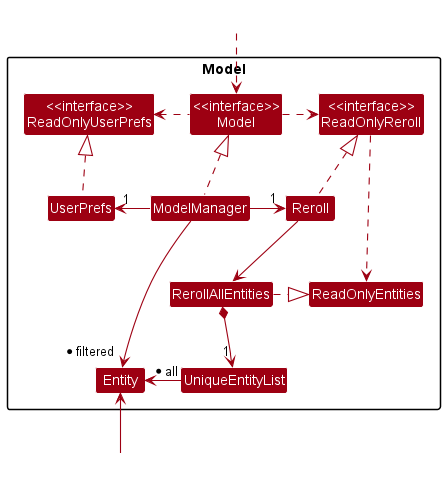 Model
<<interface>>
ReadOnlyUserPrefs
<<interface>>
Model
<<interface>>
ReadOnlyReroll
UserPrefs
1
ModelManager
1
Reroll
RerollAllEntities
ReadOnlyEntities
* filtered
1
Entity
* all
UniqueEntityList